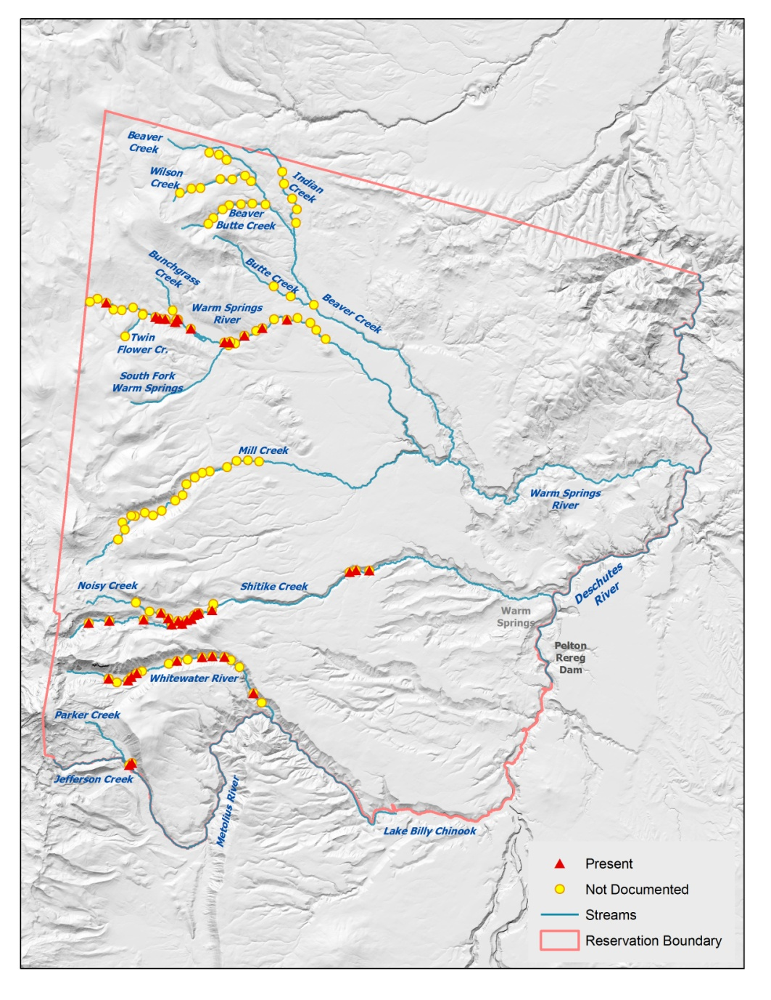 Beaver
Creek
Wilson
Creek
Indian
Creek
Beaver
Butte Creek
Bunchgrass
Creek
Butte Creek
Beaver Creek
Warm Springs
River
Twin
Flower Cr.
South Fork
Warm Springs
Mill Creek
Warm Springs
River
Noisy Creek
Shitike Creek
Deschutes
River
Warm
Springs
Pelton
Rereg
Dam
Whitewater River
Parker Creek
Jefferson Creek
Metolius River
Lake Billy Chinook
Present
Not Documented
Streams
Reservation Boundary